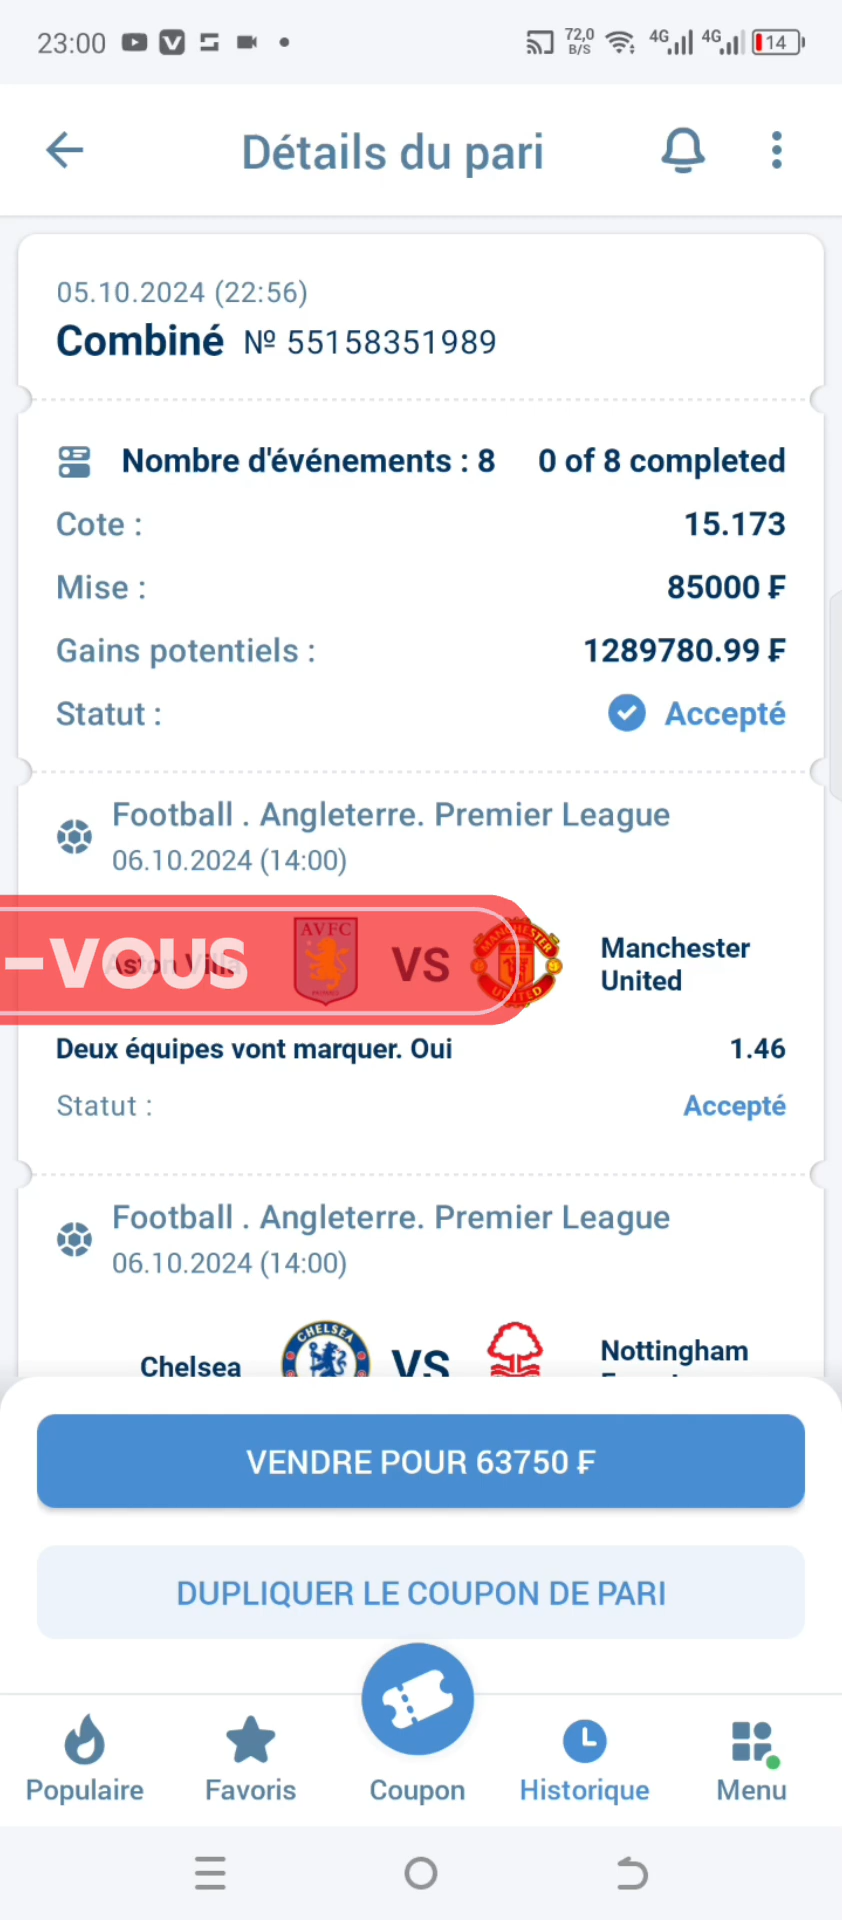 23:00
72,0 B/S
4G 4G 14
Détails du pari
05.10.2024 (22:56)
Combiné № 55158351989
Nombre d'événements : 8 0 of 8 completed
Cote : 15.173
Mise : 85000 ₣
Gains potentiels : 1289780.99 ₣
Statut : Accepté
Football . Angleterre. Premier League
06.10.2024 (14:00)
-VOUS
Aston Villa AVFC VS MANCHESTER UNITED Manchester United
Deux équipes vont marquer. Oui 1.46
Statut : Accepté
Football . Angleterre. Premier League
06.10.2024 (14:00)
Chelsea CHELSEA VS Nottingham
VENDRE POUR 63750 ₣
DUPLIQUER LE COUPON DE PARI
Populaire Favoris Coupon Historique Menu